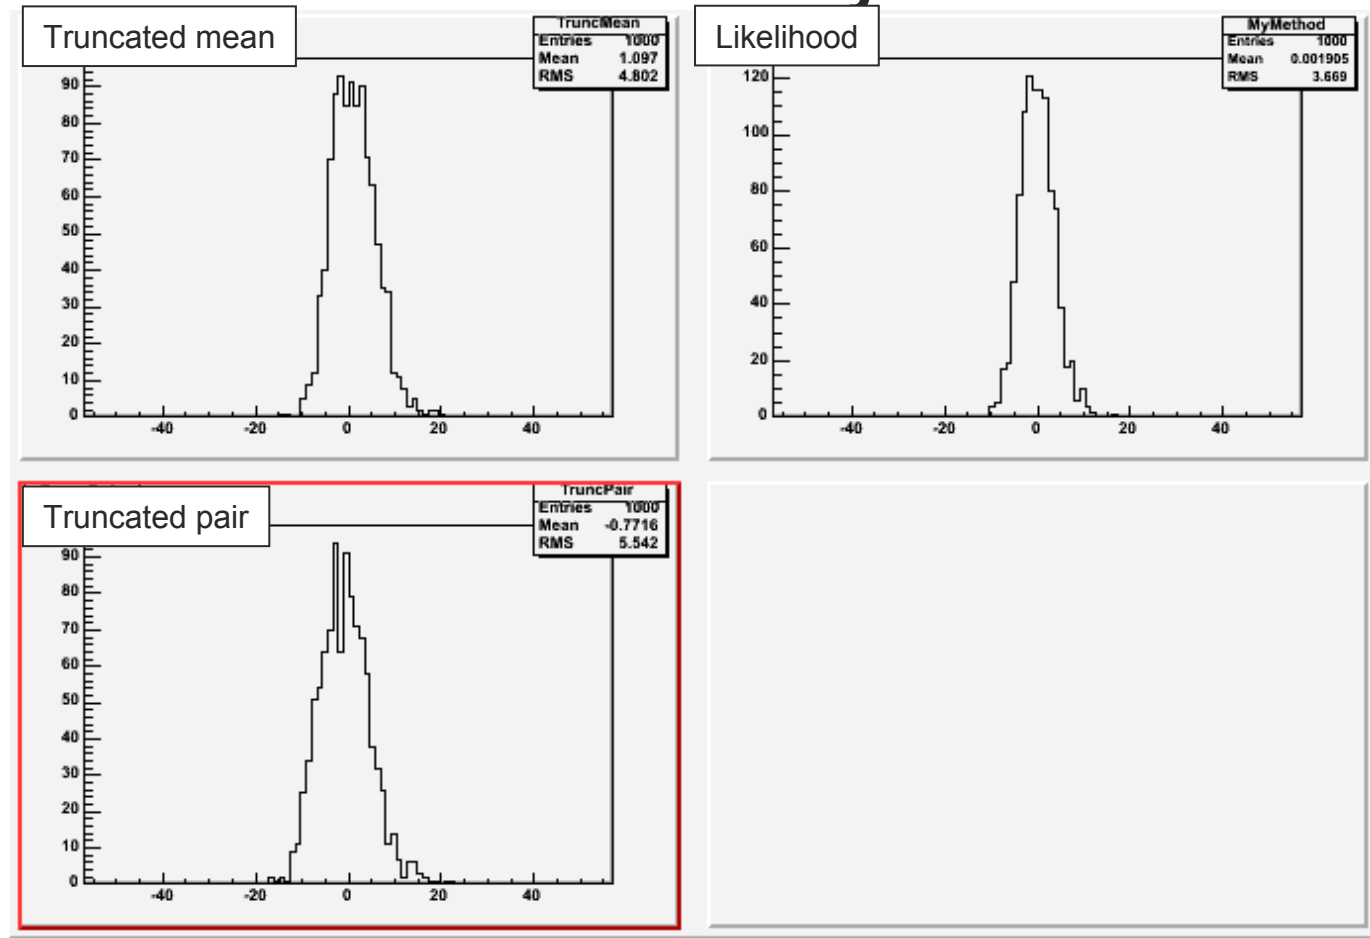 Truncated mean
TruncMean
Entries 1000
Mean 1.097
RMS 4.802
90
80
70
60
50
40
30
20
10
0
-40 -20 0 20 40
Likelihood
MyMethod
Entries 1000
Mean 0.001905
RMS 3.669
120
100
80
60
40
20
0
-40 -20 0 20 40
Truncated pair
TruncPair
Entries 1000
Mean -0.7716
RMS 5.542
90
80
70
60
50
40
30
20
10
0
-40 -20 0 20 40